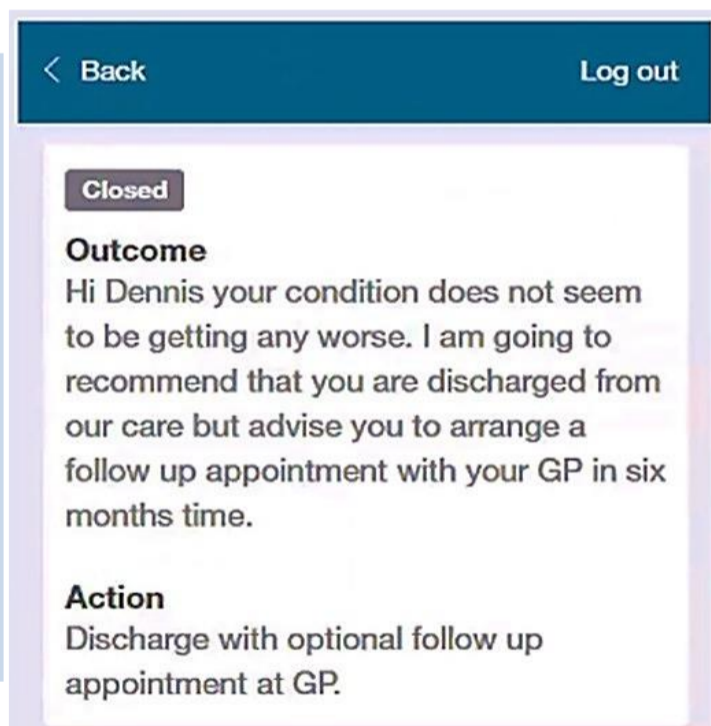 Back
Log out
Closed
Outcome
Hi Dennis your condition does not seem
to be getting any worse. I am going to
recommend that you are discharged from
our care but advise you to arrange a
follow up appointment with your GP in six
months time.
Action
Discharge with optional follow up
appointment at GP.